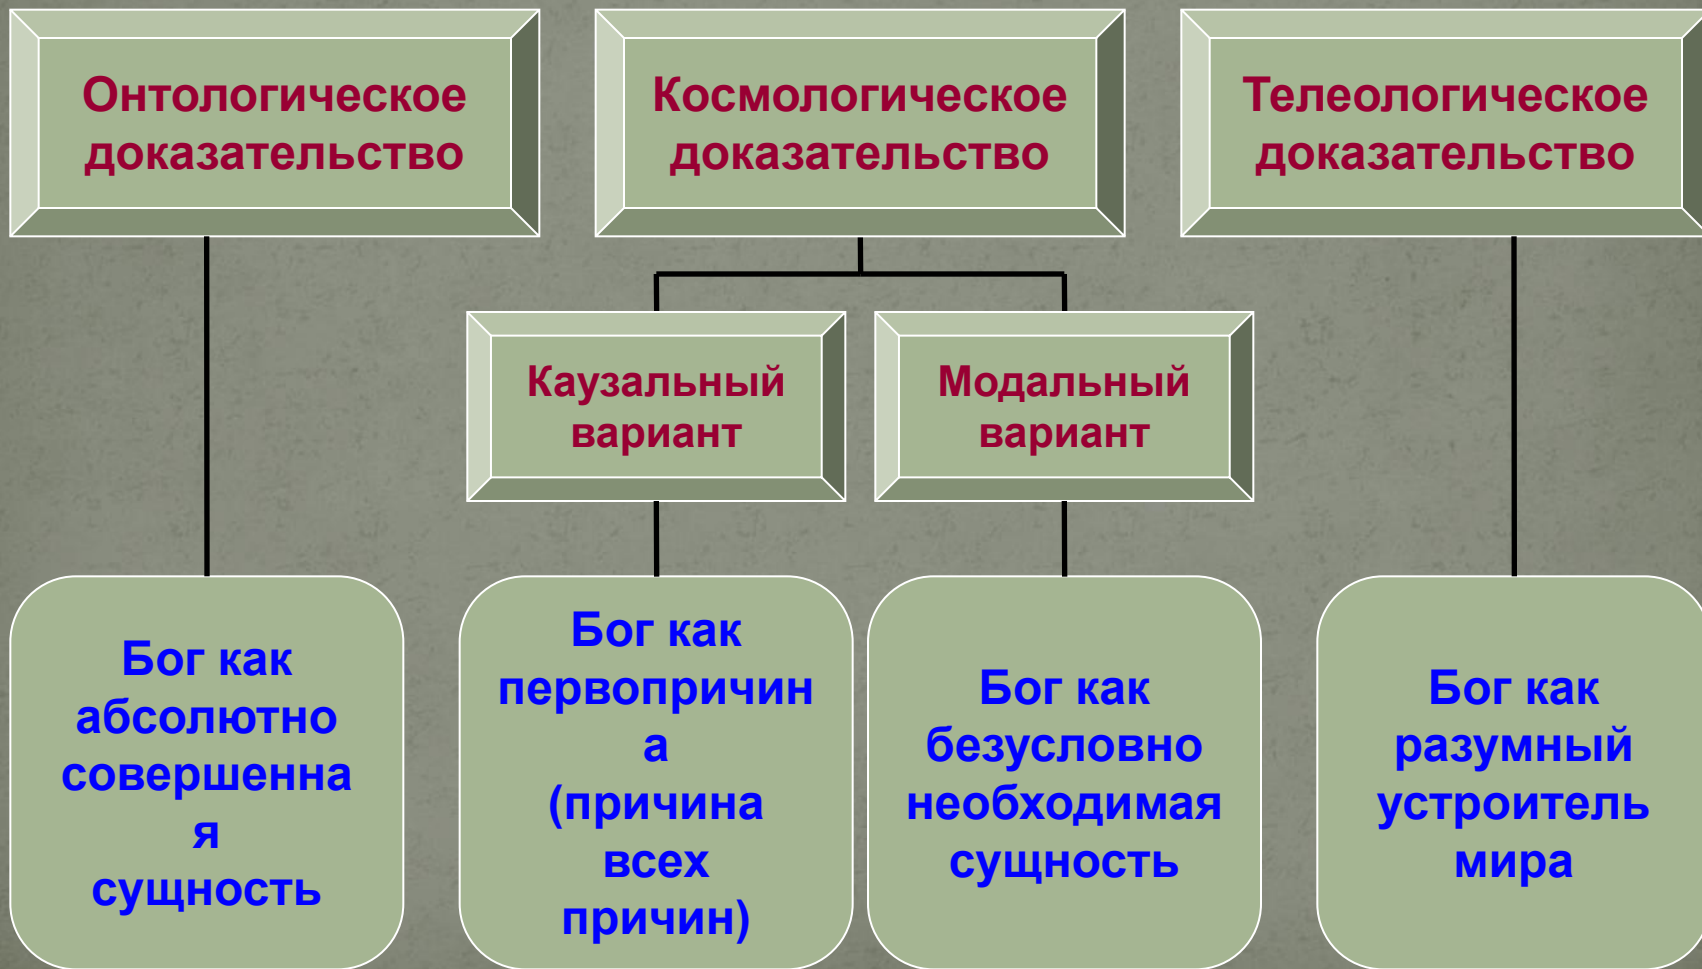 Онтологическое
доказательство
Космологическое
доказательство
Телеологическое
доказательство
Каузальный
вариант
Модальный
вариант
Бог как
абсолютно
совершенна
я
сущность
Бог как
первопричин
а
(причина
всех
причин)
Бог как
безусловно
необходимая
сущность
Бог как
разумный
устроитель
мира